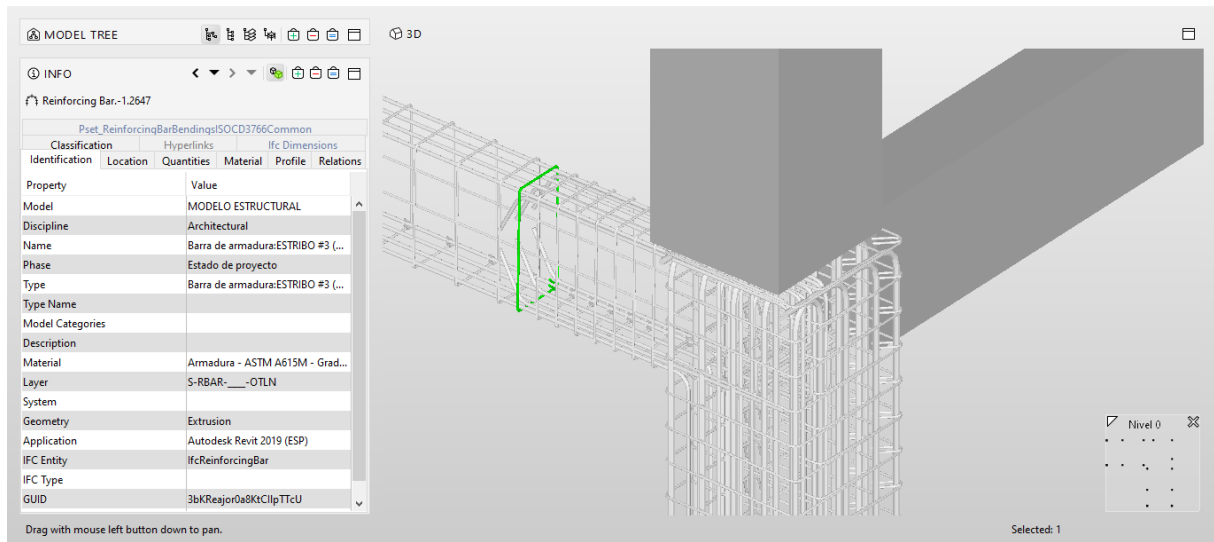 MODEL TREE
3D
INFO
Reinforcing Bar.-1.2647
Pset_ReinforcingBarBendingsISOCD3766Common
Classification Hyperlinks Ifc Dimensions
Identification Location Quantities Material Profile Relations
Property Value
Model MODELO ESTRUCTURAL
Discipline Architectural
Name Barra de armadura:ESTRIBO #3 (...
Phase Estado de proyecto
Type Barra de armadura:ESTRIBO #3 (...
Type Name
Model Categories
Description
Material Armadura - ASTM A615M - Grad...
Layer S-RBAR-___-OTLN
System
Geometry Extrusion
Application Autodesk Revit 2019 (ESP)
IFC Entity IfcReinforcingBar
IFC Type
GUID 3bKReajor0a8KtCIIpTTcU
Nivel 0
Drag with mouse left button down to pan.
Selected: 1